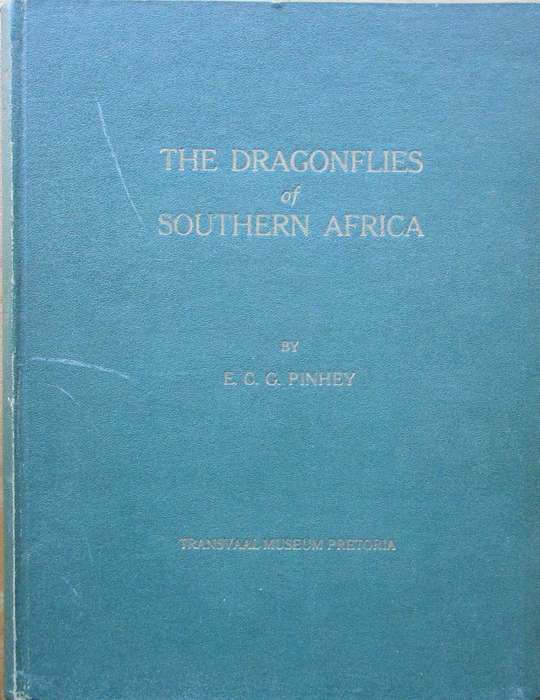 THE DRAGONFLIES
of
SOUTHERN AFRICA
BY
E. C. G. PINHEY
TRANSVAAL MUSEUM PRETORIA